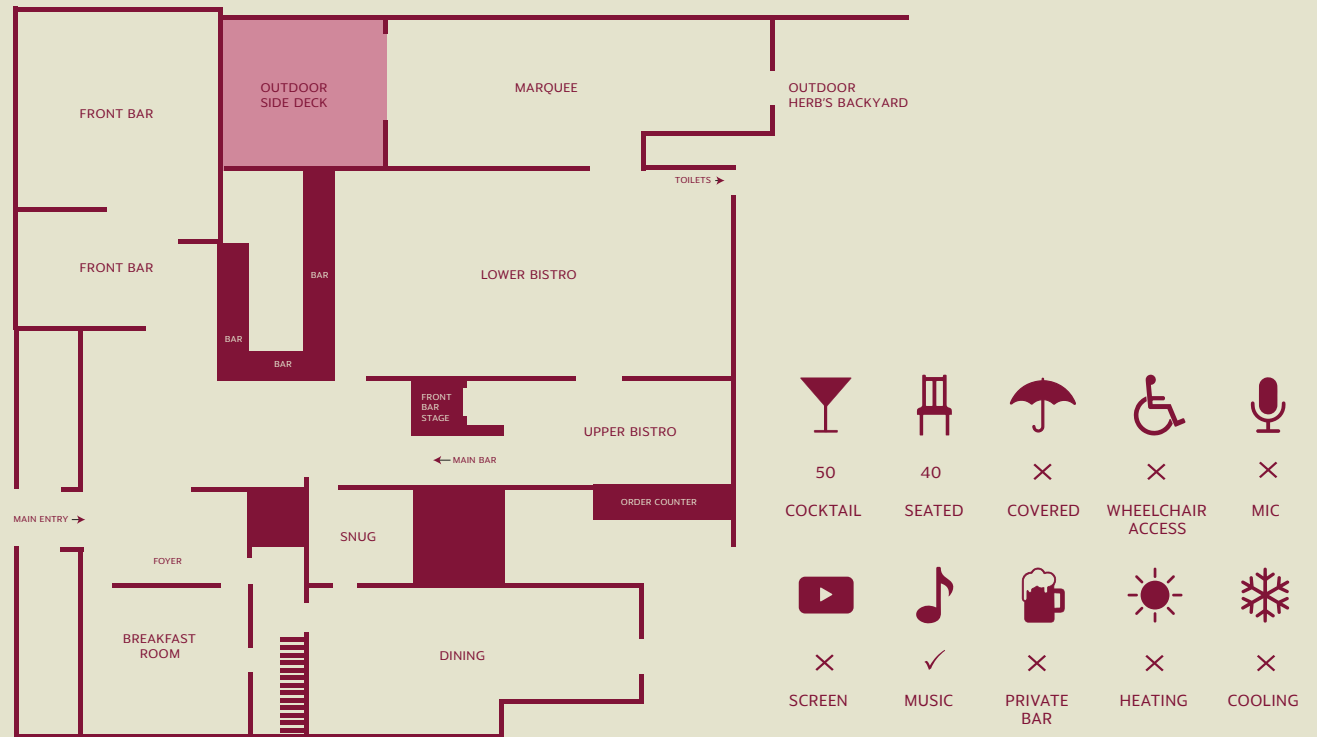 OUTDOOR
SIDE DECK
MARQUEE
OUTDOOR
HERB'S BACKYARD
FRONT BAR
TOILETS
FRONT BAR
BAR
LOWER BISTRO
BAR
BAR
FRONT
BAR
STAGE
UPPER BISTRO
MAIN BAR
ORDER COUNTER
MAIN ENTRY
SNUG
FOYER
BREAKFAST
ROOM
DINING
50
40
COCKTAIL
SEATED
COVERED
WHEELCHAIR
ACCESS
MIC
SCREEN
MUSIC
PRIVATE
BAR
HEATING
COOLING